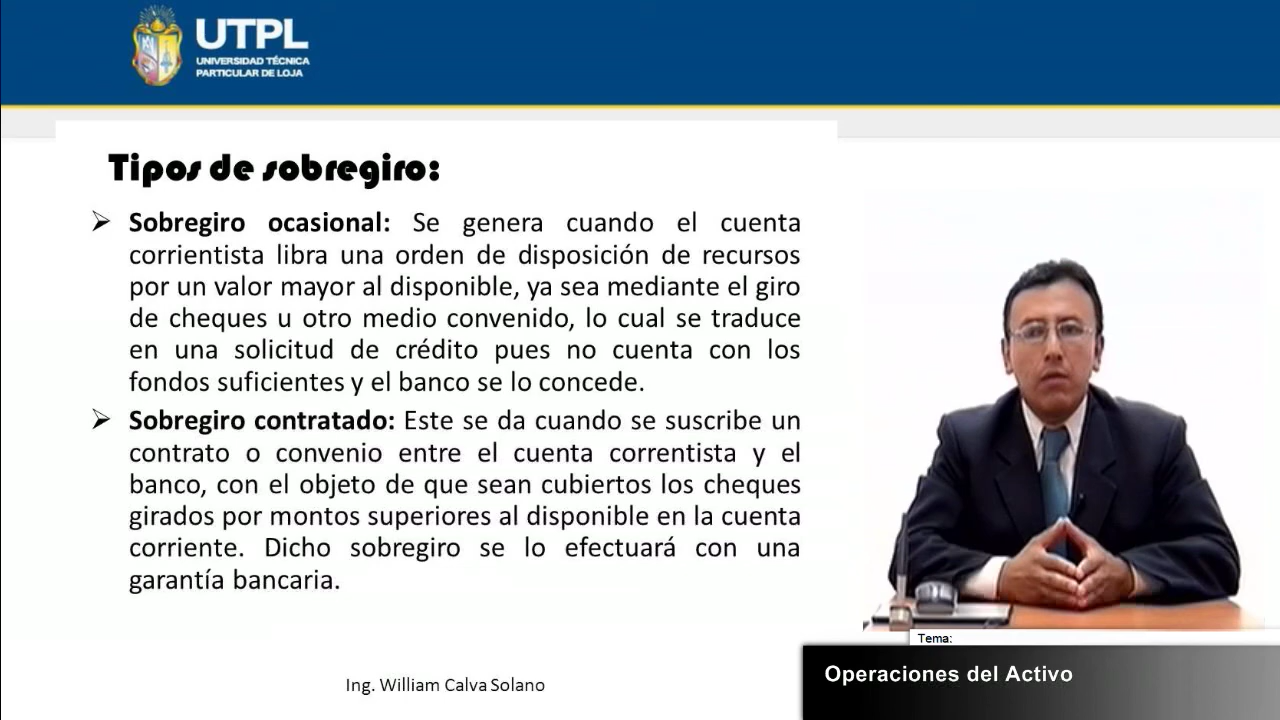 UTPL
UNIVERSIDAD TÉCNICA
PARTICULAR DE LOJA
Tipos de sobregiro:
➢ Sobregiro ocasional: Se genera cuando el cuenta
corrientista libra una orden de disposición de recursos
por un valor mayor al disponible, ya sea mediante el giro
de cheques u otro medio convenido, lo cual se traduce
en una solicitud de crédito pues no cuenta con los
fondos suficientes y el banco se lo concede.
➢ Sobregiro contratado: Este se da cuando se suscribe un
contrato o convenio entre el cuenta correntista y el
banco, con el objeto de que sean cubiertos los cheques
girados por montos superiores al disponible en la cuenta
corriente. Dicho sobregiro se lo efectuará con una
garantía bancaria.
Ing. William Calva Solano
Tema:
Operaciones del Activo